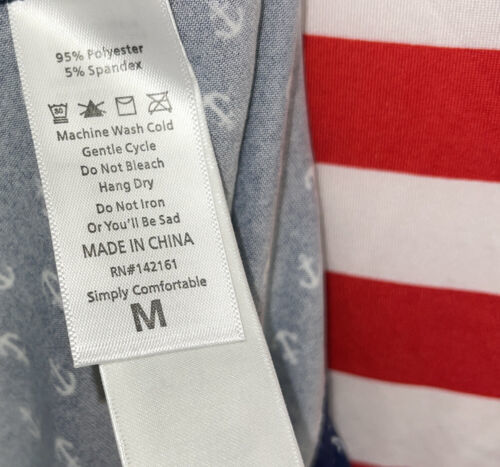 95% Polyester
5% Spandex
30
Machine Wash Cold
Gentle Cycle
Do Not Bleach
Hang Dry
Do Not Iron
Or You'll Be Sad
MADE IN CHINA
RN#142161
Simply Comfortable
M